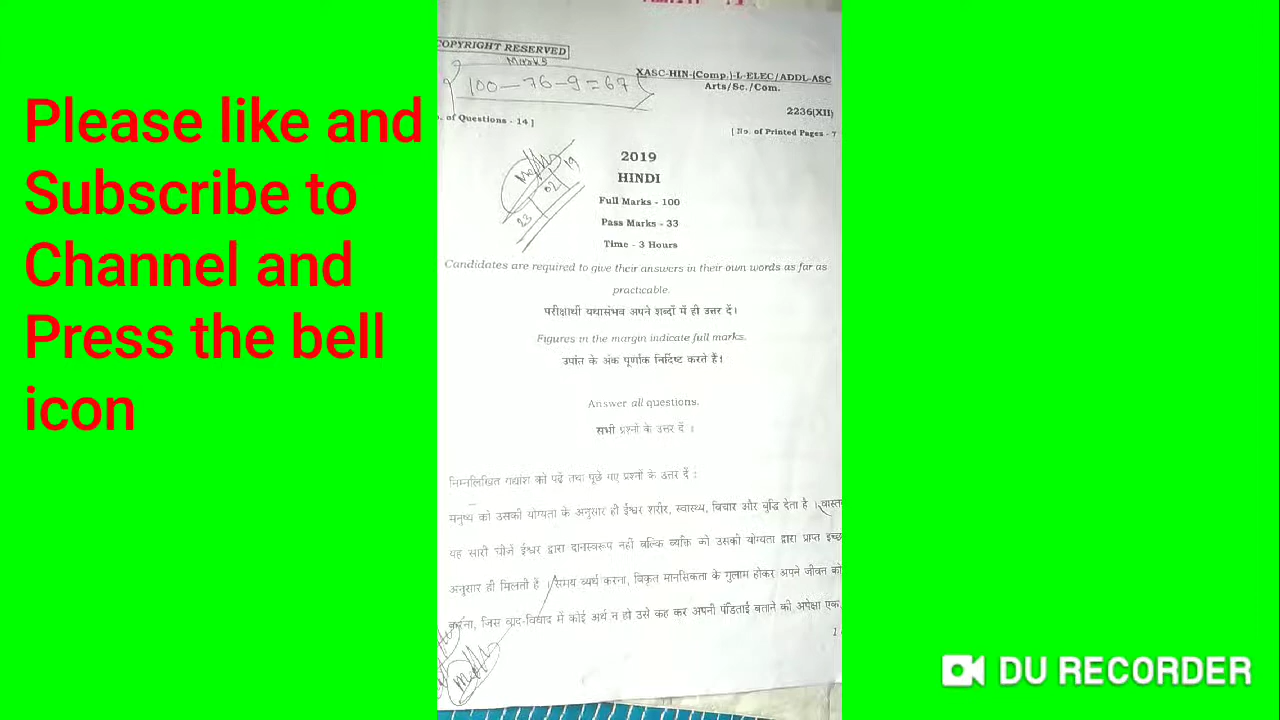 Please like and
Subscribe to
Channel and
Press the bell
icon
COPYRIGHT RESERVED
Marks
100 - 76 - 9 = 67
XASC-HIN-(Comp.)-L-ELEC/ADDL-ASC
Arts/Sc./Com.
2236(XII)
of Questions - 14 ]
[ No. of Printed Pages - 7
2019
HINDI
Full Marks - 100
Pass Marks - 33
Time - 3 Hours
23 02 19
Candidates are required to give their answers in their own words as far as
practicable.
परीक्षार्थी यथासंभव अपने शब्दों में ही उत्तर दें।
Figures in the margin indicate full marks.
उपांत के अंक पूर्णांक निर्दिष्ट करते हैं।
Answer all questions.
सभी प्रश्नों के उत्तर दें ।
निम्नलिखित गद्यांश को पढ़ें तथा पूछे गए प्रश्नों के उत्तर दें :
मनुष्य को उसकी योग्यता के अनुसार ही ईश्वर शरीर, स्वास्थ्य, विचार और बुद्धि देता है ।
यह सारी चीजें ईश्वर द्वारा दानस्वरूप नहीं बल्कि व्यक्ति को उसकी योग्यता द्वारा प्राप्त
अनुसार ही मिलती हैं । समय व्यर्थ करना, विकृत मानसिकता के गुलाम होकर अपने जीवन को
करना, जिस वाद-विवाद में कोई अर्थ न हो उसे कह कर अपनी पंडिताई बताने की अपेक्षा एक
DU RECORDER